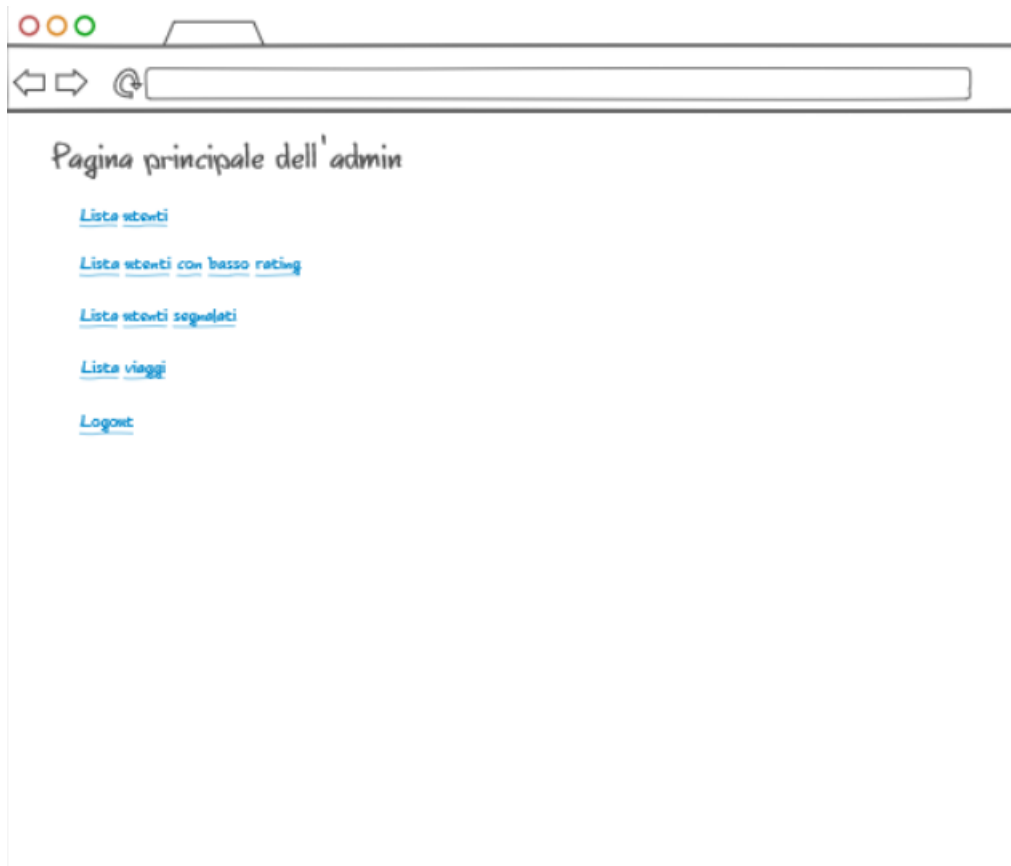 Pagina principale dell'admin
Lista utenti
Lista utenti con basso rating
Lista utenti segnalati
Lista viaggi
Logout